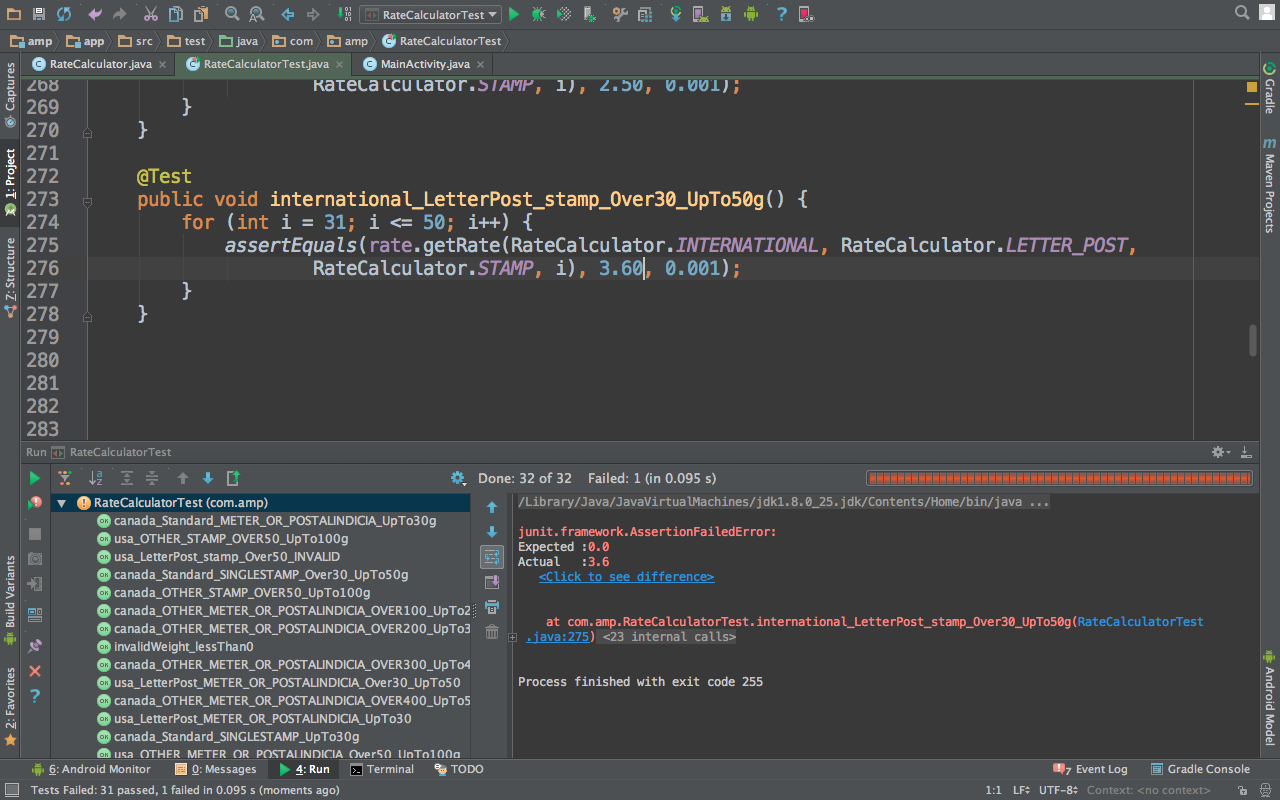 RateCalculatorTest
amp app src test java com amp RateCalculatorTest
RateCalculator.java RateCalculatorTest.java MainActivity.java
Captures
1: Project
Z: Structure
Build Variants
2: Favorites
Gradle
Maven Projects
Android Model
268 RateCalculator.STAMP, i), 2.50, 0.001);
269 }
270 }
271
272 @Test
273 public void international_LetterPost_stamp_Over30_UpTo50g() {
274 for (int i = 31; i <= 50; i++) {
275 assertEquals(rate.getRate(RateCalculator.INTERNATIONAL, RateCalculator.LETTER_POST,
276 RateCalculator.STAMP, i), 3.60, 0.001);
277 }
278 }
279
280
281
282
283
Run RateCalculatorTest
Done: 32 of 32 Failed: 1 (in 0.095 s)
RateCalculatorTest (com.amp)
canada_Standard_METER_OR_POSTALINDICIA_UpTo30g
usa_OTHER_STAMP_OVER50_UpTo100g
usa_LetterPost_stamp_Over50_INVALID
canada_Standard_SINGLESTAMP_Over30_UpTo50g
canada_OTHER_STAMP_OVER50_UpTo100g
canada_OTHER_METER_OR_POSTALINDICIA_OVER100_UpTo2
canada_OTHER_METER_OR_POSTALINDICIA_OVER200_UpTo3
invalidWeight_lessThan0
canada_OTHER_METER_OR_POSTALINDICIA_OVER300_UpTo4
usa_LetterPost_METER_OR_POSTALINDICIA_Over30_UpTo50
canada_OTHER_METER_OR_POSTALINDICIA_OVER400_UpTo5
usa_LetterPost_METER_OR_POSTALINDICIA_UpTo30
canada_Standard_SINGLESTAMP_UpTo30g
usa_OTHER_METER_OR_POSTALINDICIA_Over50_UpTo100g
/Library/Java/JavaVirtualMachines/jdk1.8.0_25.jdk/Contents/Home/bin/java ...
junit.framework.AssertionFailedError:
Expected :0.0
Actual :3.6
<Click to see difference>
at com.amp.RateCalculatorTest.international_LetterPost_stamp_Over30_UpTo50g(RateCalculatorTest
.java:275) <23 internal calls>
Process finished with exit code 255
6: Android Monitor 0: Messages 4: Run Terminal TODO 7 Event Log Gradle Console
Tests Failed: 31 passed, 1 failed in 0.095 s (moments ago) 1:1 LF UTF-8 Context: <no context>